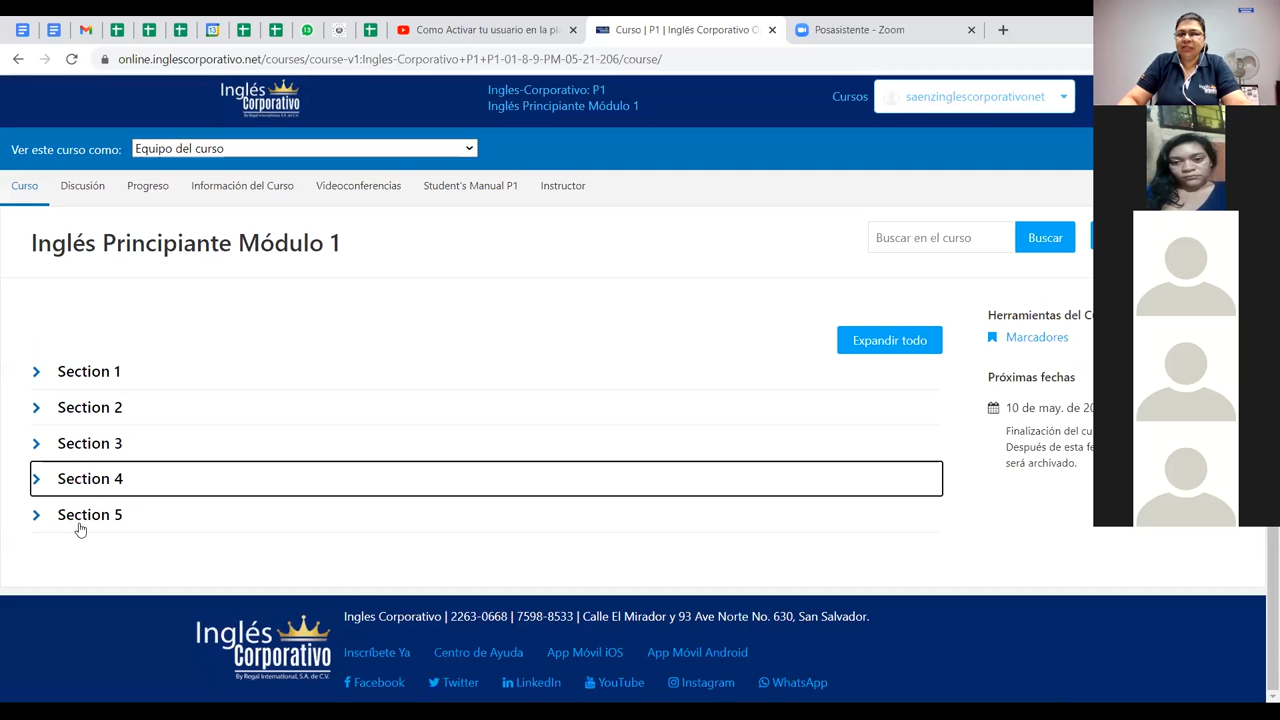 Como Activar tu usuario en la pla
Curso | P1 | Inglés Corporativo O
Posasistente - Zoom
online.inglescorporativo.net/courses/course-v1:Ingles-Corporativo+P1+P1-01-8-9-PM-05-21-206/course/
Inglés
Corporativo
Ingles-Corporativo: P1
Inglés Principiante Módulo 1
Cursos
saenzinglescorporativonet
Ver este curso como:
Equipo del curso
Curso
Discusión
Progreso
Información del Curso
Videoconferencias
Student's Manual P1
Instructor
Inglés Principiante Módulo 1
Buscar en el curso
Buscar
Expandir todo
Herramientas del C
Marcadores
Próximas fechas
10 de may. de 20
Finalización del cu
Después de esta fe
será archivado.
Section 1
Section 2
Section 3
Section 4
Section 5
Inglés
Corporativo
By Regal International, S.A. de C.V.
Ingles Corporativo | 2263-0668 | 7598-8533 | Calle El Mirador y 93 Ave Norte No. 630, San Salvador.
Inscríbete Ya
Centro de Ayuda
App Móvil iOS
App Móvil Android
Facebook
Twitter
LinkedIn
YouTube
Instagram
WhatsApp